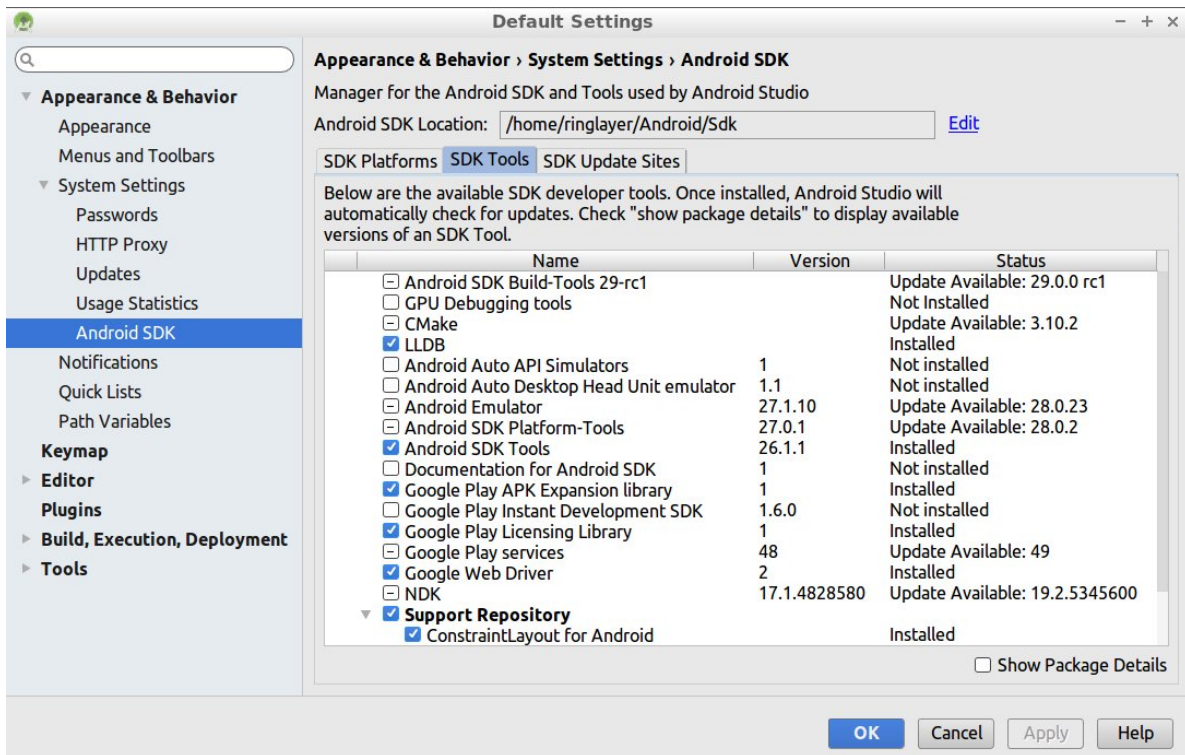 Default Settings
Appearance & Behavior
Appearance
Menus and Toolbars
System Settings
Passwords
HTTP Proxy
Updates
Usage Statistics
Android SDK
Notifications
Quick Lists
Path Variables
Keymap
Editor
Plugins
Build, Execution, Deployment
Tools
Appearance & Behavior › System Settings › Android SDK
Manager for the Android SDK and Tools used by Android Studio
Android SDK Location: /home/ringlayer/Android/Sdk Edit
SDK Platforms SDK Tools SDK Update Sites
Below are the available SDK developer tools. Once installed, Android Studio will
automatically check for updates. Check "show package details" to display available
versions of an SDK Tool.
Name Version Status
Android SDK Build-Tools 29-rc1 Update Available: 29.0.0 rc1
GPU Debugging tools Not Installed
CMake Update Available: 3.10.2
LLDB Installed
Android Auto API Simulators 1 Not installed
Android Auto Desktop Head Unit emulator 1.1 Not installed
Android Emulator 27.1.10 Update Available: 28.0.23
Android SDK Platform-Tools 27.0.1 Update Available: 28.0.2
Android SDK Tools 26.1.1 Installed
Documentation for Android SDK 1 Not installed
Google Play APK Expansion library 1 Installed
Google Play Instant Development SDK 1.6.0 Not installed
Google Play Licensing Library 1 Installed
Google Play services 48 Update Available: 49
Google Web Driver 2 Installed
NDK 17.1.4828580 Update Available: 19.2.5345600
Support Repository
ConstraintLayout for Android Installed
Show Package Details
OK Cancel Apply Help